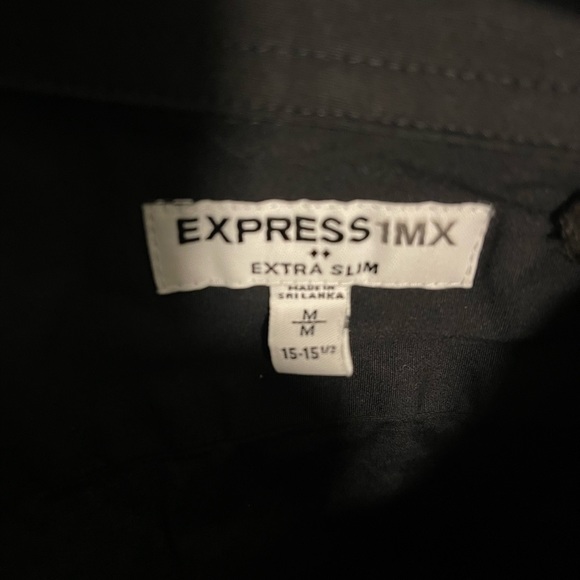 EXPRESS 1MX
EXTRA SLIM
MADE IN
SRI LANKA
M
M
15-15 1/2